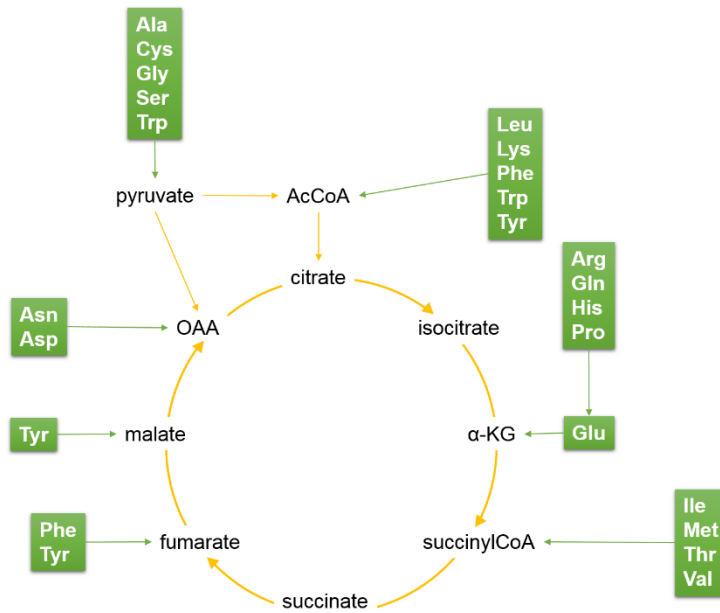 Ala
Cys
Gly
Ser
Trp
Leu
Lys
Phe
Trp
Tyr
pyruvate
AcCoA
citrate
Arg
Gln
His
Pro
Asn
Asp
OAA
isocitrate
Tyr
malate
α-KG
Glu
Phe
Tyr
fumarate
succinylCoA
Ile
Met
Thr
Val
succinate